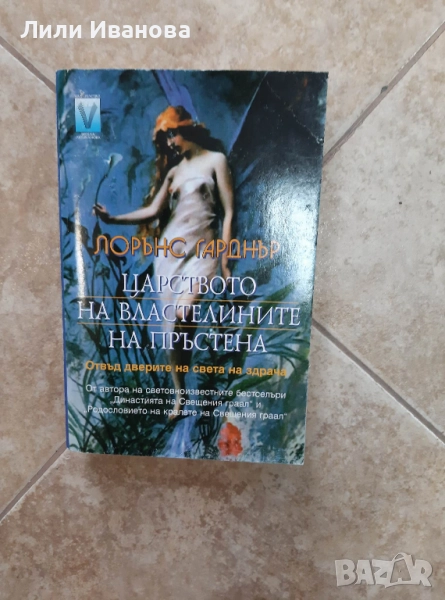 Лили Иванова
V
ЛОРЪНС ГАРДНЪР
ЦАРСТВОТО
НА ВЛАСТЕЛИНИТЕ
НА ПРЪСТЕНА
Отвъд дверите на света на здрача
От автора на световноизвестните бестселъри
„Династията на Свещения граал“ и
„Родословието на кралете на Свещения граал“
BAZAR